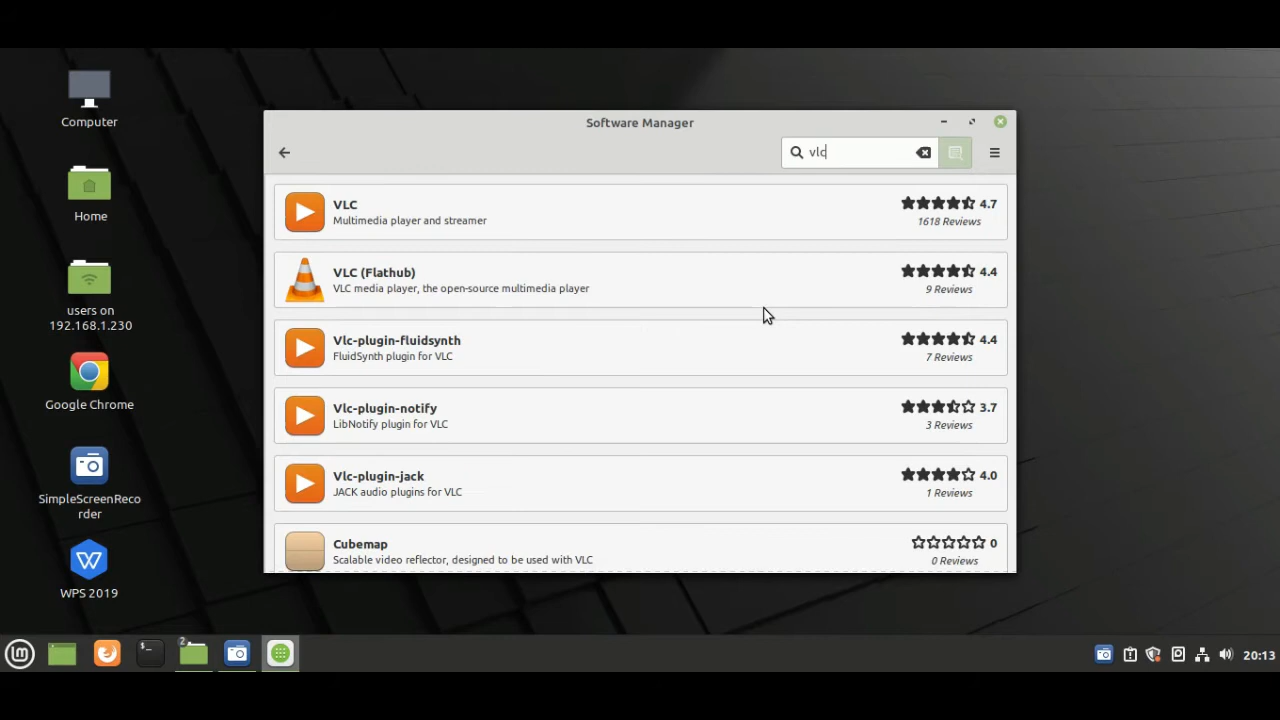 Computer
Home
users on
192.168.1.230
Google Chrome
SimpleScreenReco
rder
WPS 2019
Software Manager
vlc
VLC
Multimedia player and streamer
4.7
1618 Reviews
VLC (Flathub)
VLC media player, the open-source multimedia player
4.4
9 Reviews
Vlc-plugin-fluidsynth
FluidSynth plugin for VLC
4.4
7 Reviews
Vlc-plugin-notify
LibNotify plugin for VLC
3.7
3 Reviews
Vlc-plugin-jack
JACK audio plugins for VLC
4.0
1 Reviews
Cubemap
Scalable video reflector, designed to be used with VLC
0
0 Reviews
2
20:13